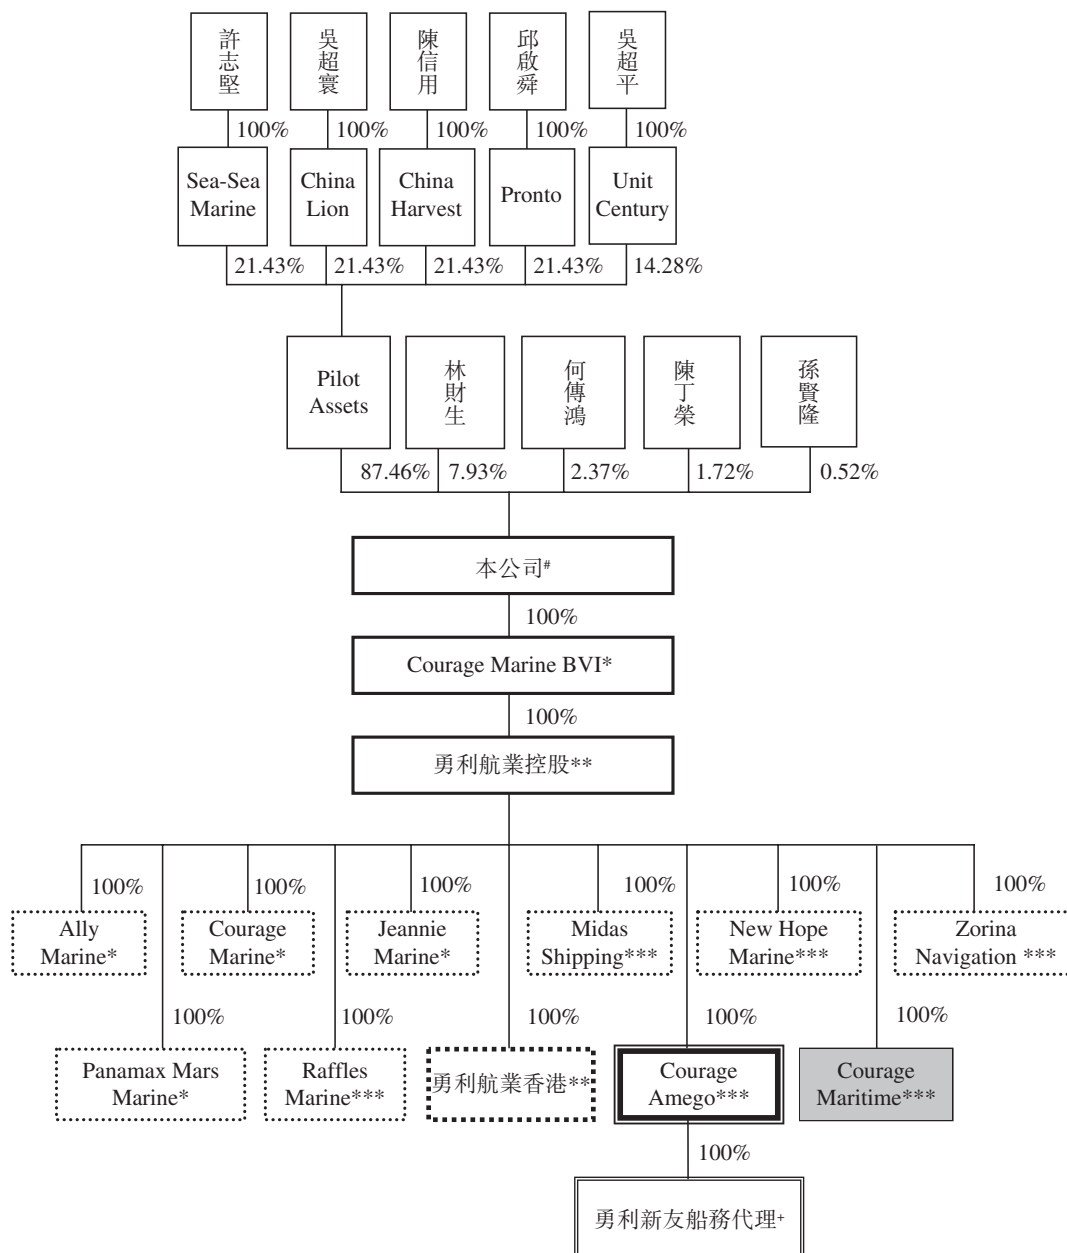 許志堅
吳超寰
陳信用
邱啟舜
吳超平
100%
100%
100%
100%
100%
Sea-Sea
Marine
China
Lion
China
Harvest
Pronto
Unit
Century
21.43%
21.43%
21.43%
21.43%
14.28%
Pilot
Assets
林財生
何傳鴻
陳丁榮
孫賢隆
87.46%
7.93%
2.37%
1.72%
0.52%
本公司#
100%
Courage Marine BVI*
100%
勇利航業控股**
100%
100%
100%
100%
100%
100%
Ally
Marine*
Courage
Marine*
Jeannie
Marine*
Midas
Shipping***
New Hope
Marine***
Zorina
Navigation ***
100%
100%
100%
100%
100%
Panamax Mars
Marine*
Raffles
Marine***
勇利航業香港**
Courage
Amego***
Courage
Maritime***
100%
勇利新友船務代理+